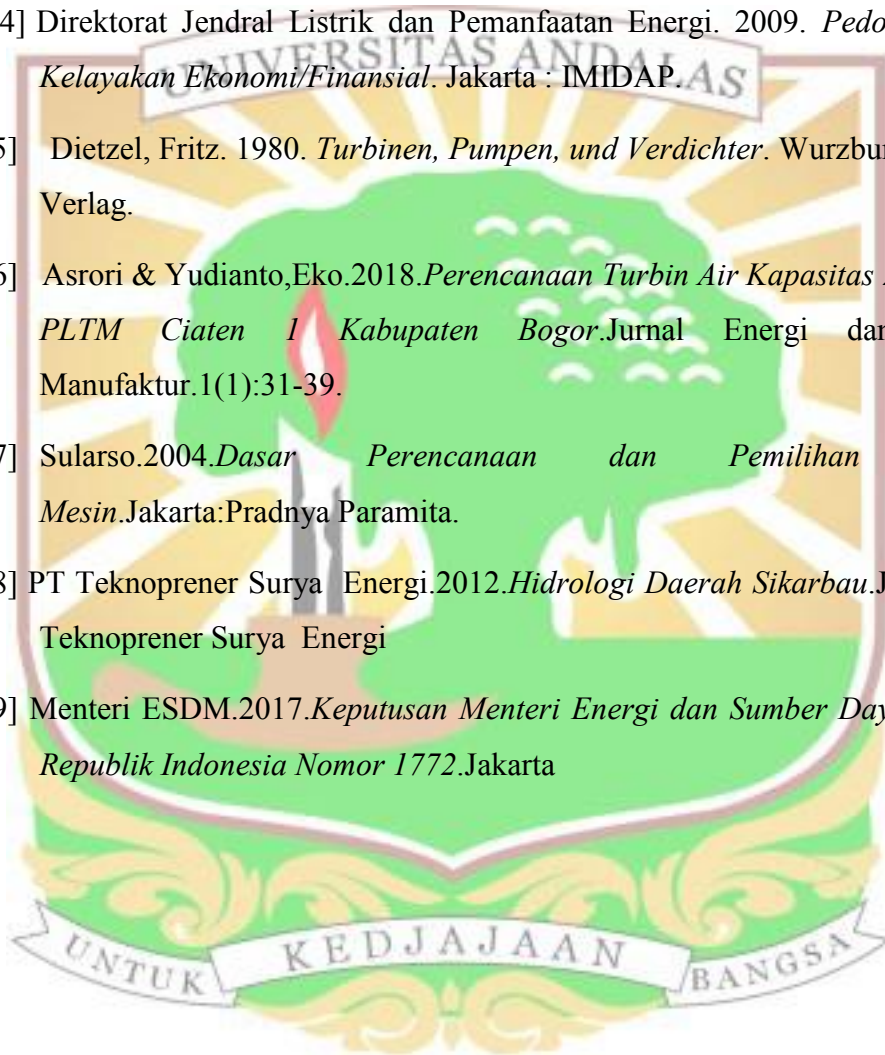 4] Direktorat Jendral Listrik dan Pemanfaatan Energi. 2009. Pedo
Kelayakan Ekonomi/Finansial. Jakarta : IMIDAP.
UNIVERSITAS ANDALAS
5] Dietzel, Fritz. 1980. Turbinen, Pumpen, und Verdichter. Wurzbur
Verlag.
6] Asrori & Yudianto,Eko.2018.Perencanaan Turbin Air Kapasitas
PLTM Ciaten 1 Kabupaten Bogor.Jurnal Energi dan
Manufaktur.1(1):31-39.
7] Sularso.2004.Dasar Perencanaan dan Pemilihan
Mesin.Jakarta:Pradnya Paramita.
8] PT Teknoprener Surya Energi.2012.Hidrologi Daerah Sikarbau.J
Teknoprener Surya Energi
9] Menteri ESDM.2017.Keputusan Menteri Energi dan Sumber Day
Republik Indonesia Nomor 1772.Jakarta
UNTUK KEDJAJAAN BANGSA